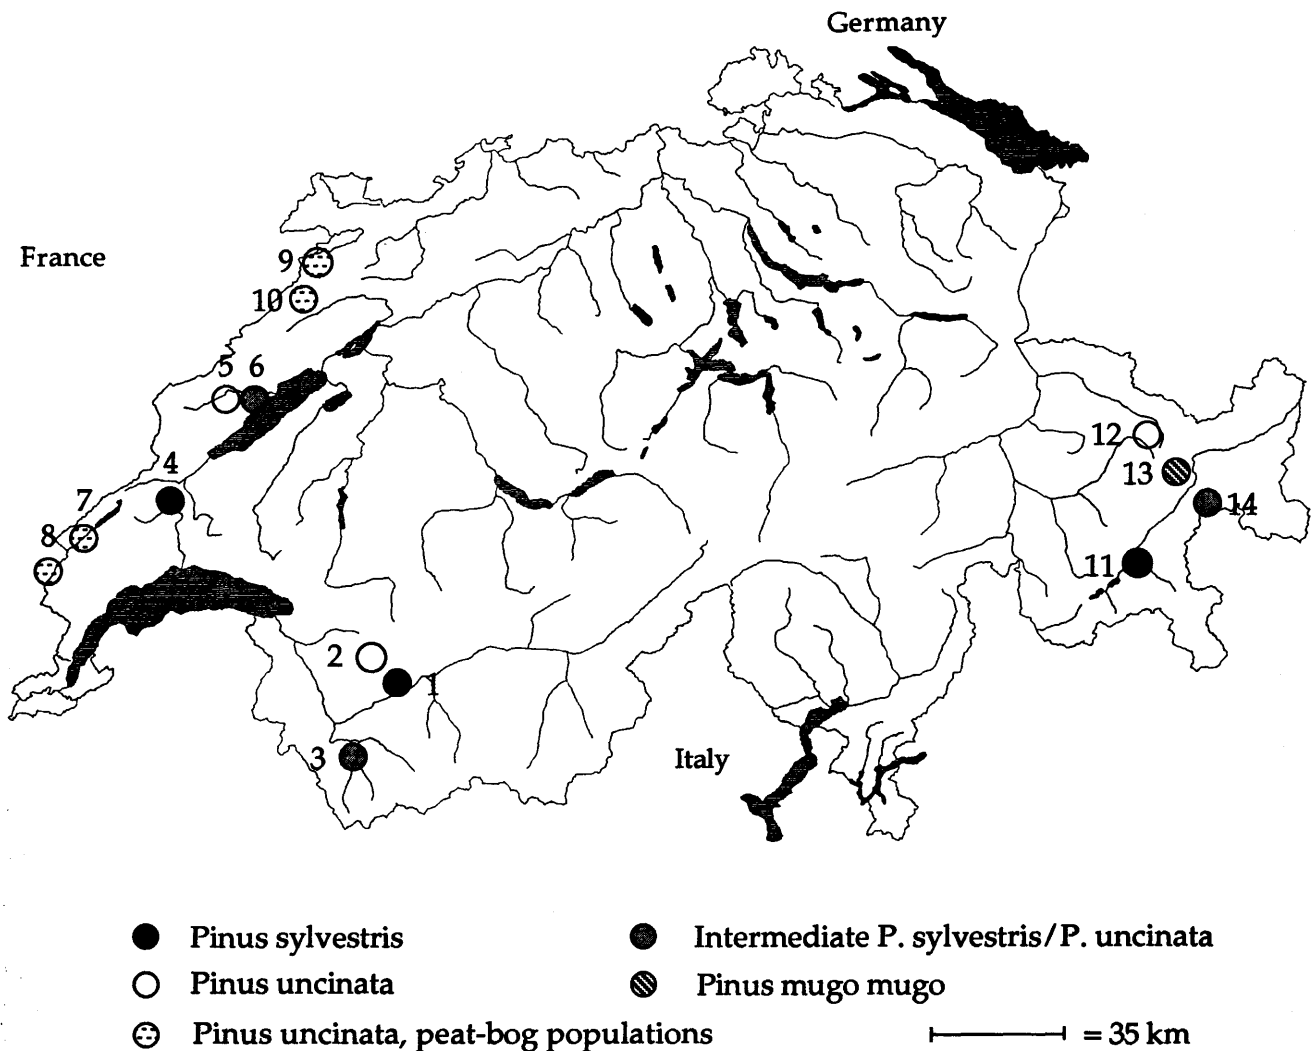 Germany
France
9
10
5 6
4
7
8
12
13
14
11
2
1
3
Italy
Pinus sylvestris
Intermediate P. sylvestris/P. uncinata
Pinus uncinata
Pinus mugo mugo
Pinus uncinata, peat-bog populations
= 35 km